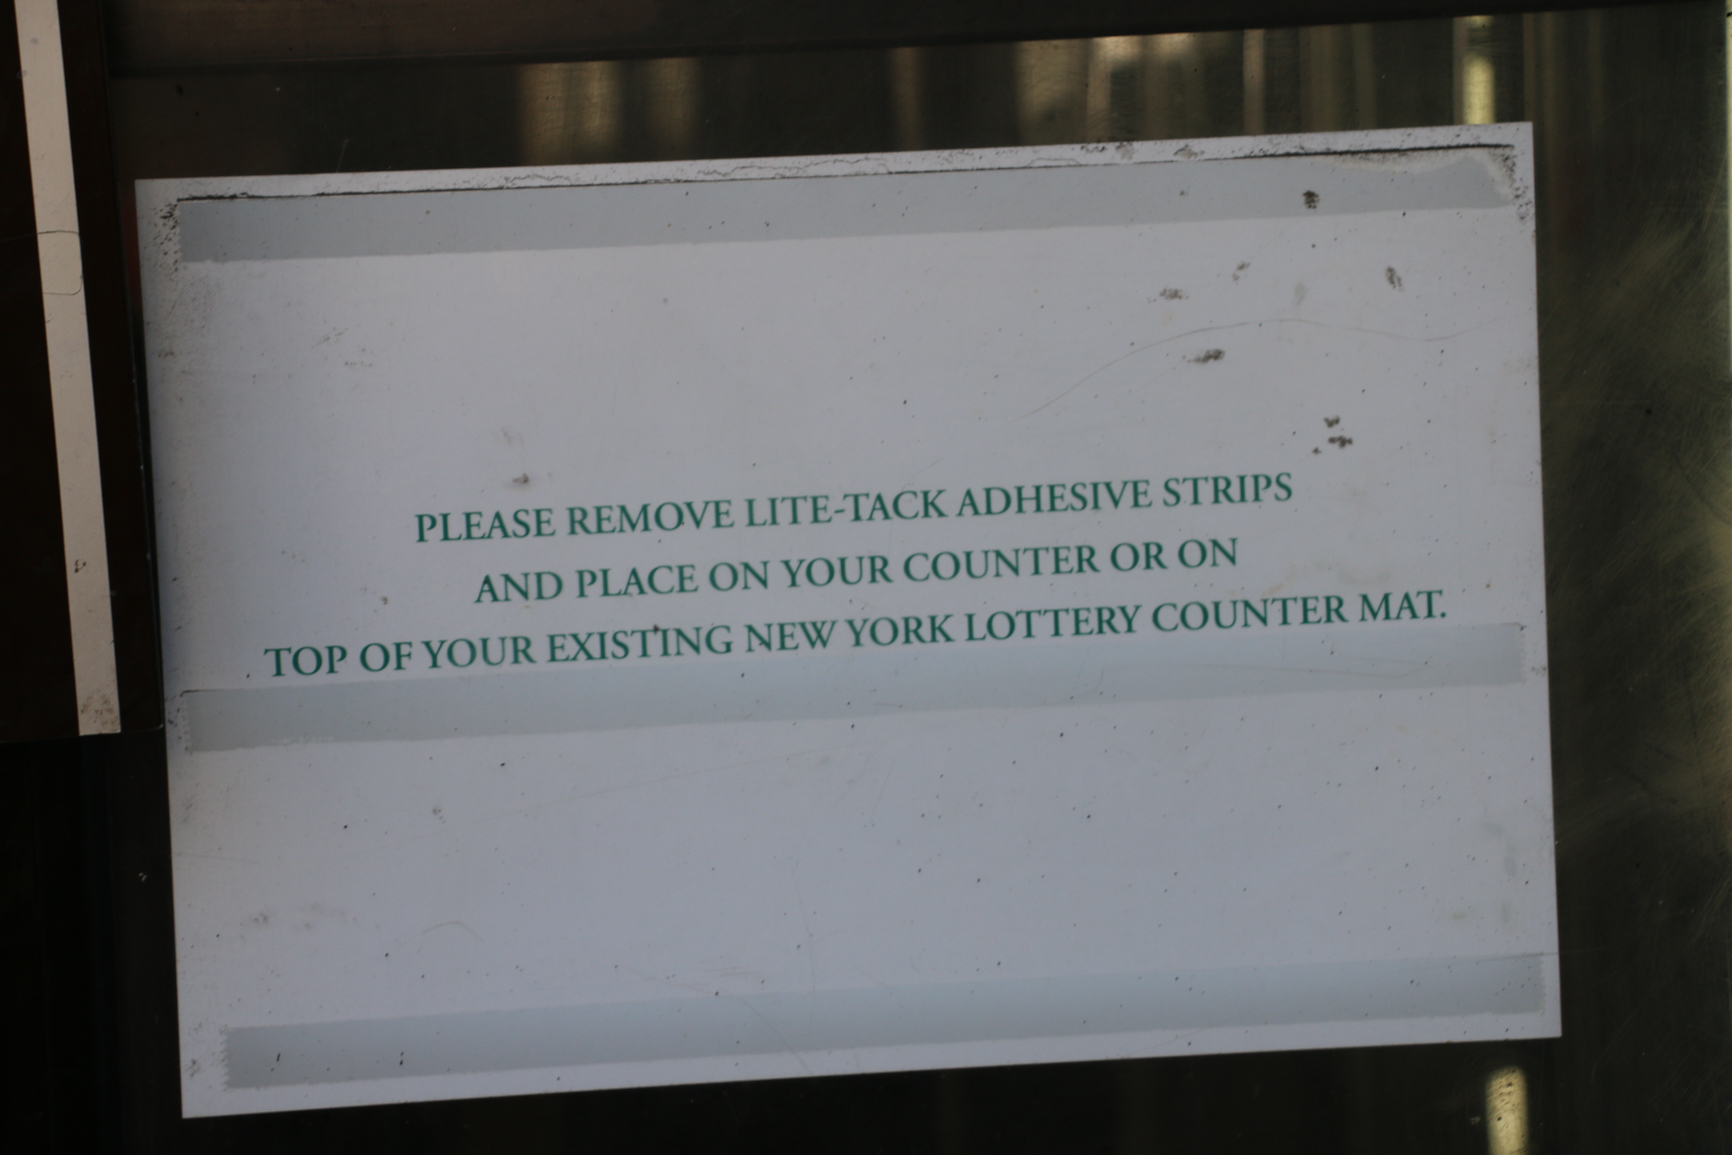 PLEASE REMOVE LITE-TACK ADHESIVE STRIPS
AND PLACE ON YOUR COUNTER OR ON
TOP OF YOUR EXISTING NEW YORK LOTTERY COUNTER MAT.